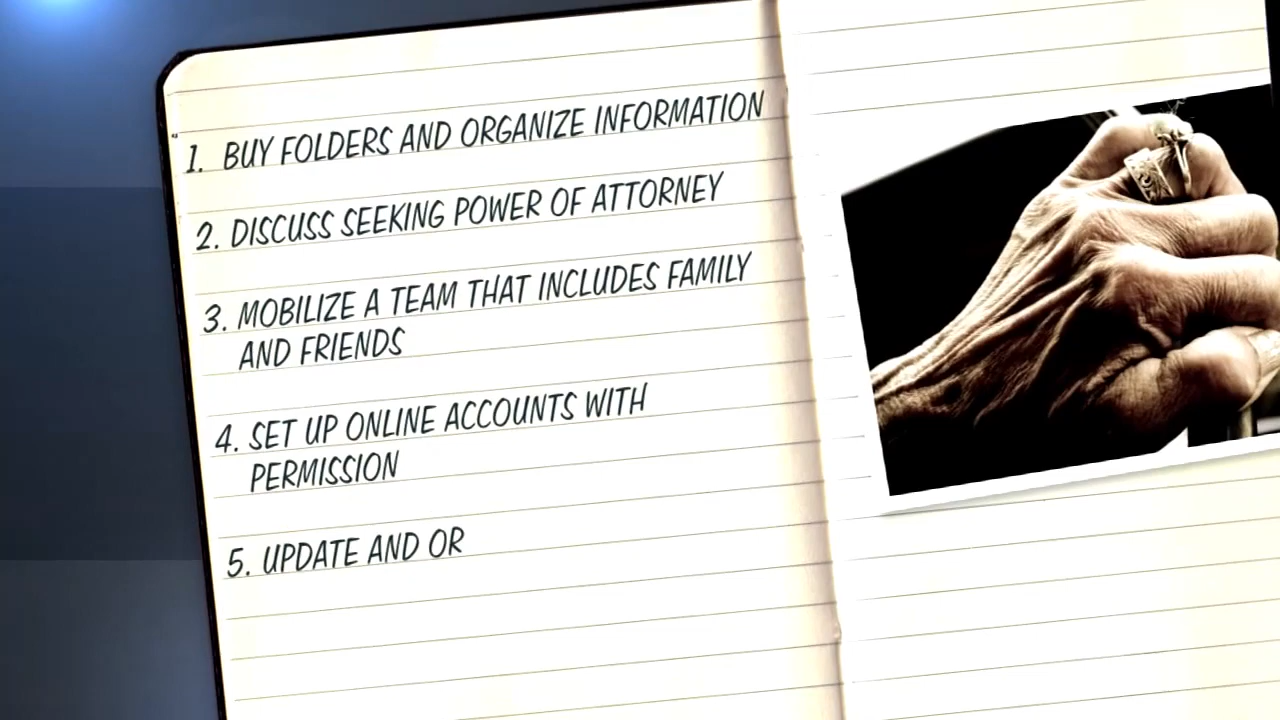 1. BUY FOLDERS AND ORGANIZE INFORMATION
2. DISCUSS SEEKING POWER OF ATTORNEY
3. MOBILIZE A TEAM THAT INCLUDES FAMILY
AND FRIENDS
4. SET UP ONLINE ACCOUNTS WITH
PERMISSION
5. UPDATE AND OR